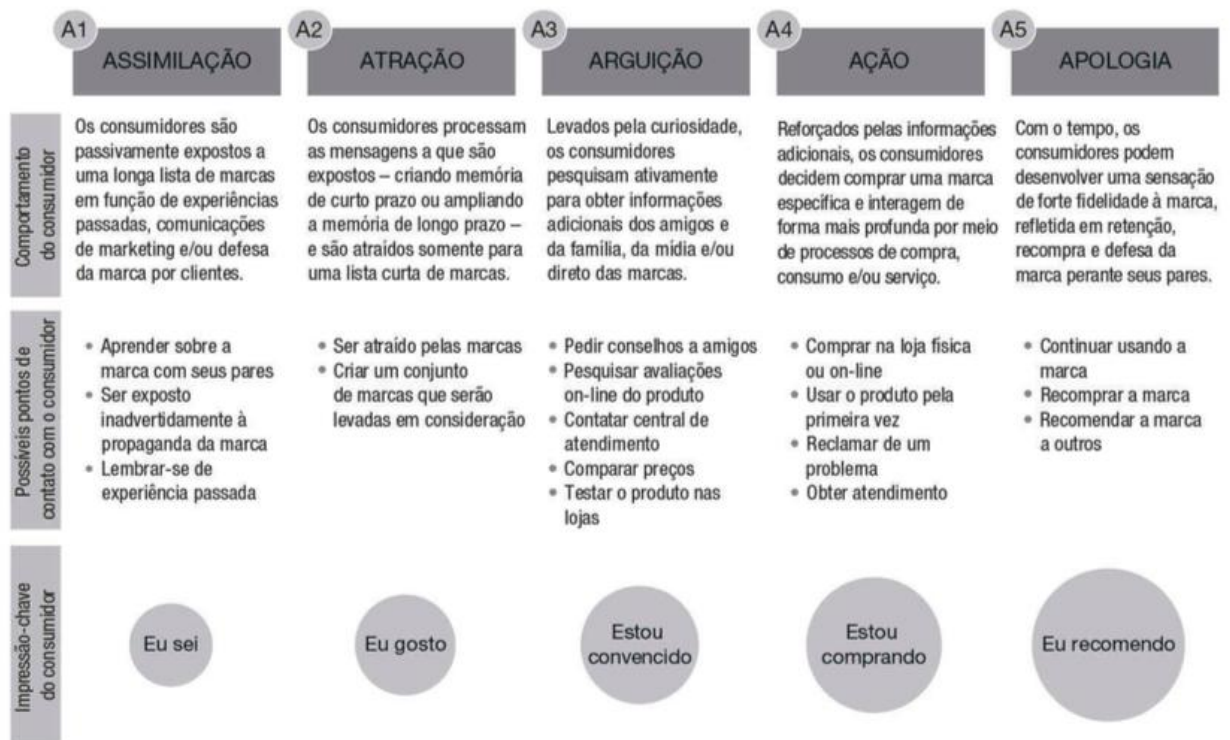 A1
ASSIMILAÇÃO
A2
ATRAÇÃO
A3
ARGUIÇÃO
A4
AÇÃO
A5
APOLOGIA
Comportamento
do consumidor
Os consumidores são
passivamente expostos a
uma longa lista de marcas
em função de experiências
passadas, comunicações
de marketing e/ou defesa
da marca por clientes.
Os consumidores processam
as mensagens a que são
expostos – criando memória
de curto prazo ou ampliando
a memória de longo prazo –
e são atraídos somente para
uma lista curta de marcas.
Levados pela curiosidade,
os consumidores
pesquisam ativamente
para obter informações
adicionais dos amigos e
da família, da mídia e/ou
direto das marcas.
Reforçados pelas informações
adicionais, os consumidores
decidem comprar uma marca
específica e interagem de
forma mais profunda por meio
de processos de compra,
consumo e/ou serviço.
Com o tempo, os
consumidores podem
desenvolver uma sensação
de forte fidelidade à marca,
refletida em retenção,
recompra e defesa da
marca perante seus pares.
Possíveis pontos de
contato com o consumidor
• Aprender sobre a
marca com seus pares
• Ser exposto
inadvertidamente à
propaganda da marca
• Lembrar-se de
experiência passada
• Ser atraído pelas marcas
• Criar um conjunto
de marcas que serão
levadas em consideração
• Pedir conselhos a amigos
• Pesquisar avaliações
on-line do produto
• Contatar central de
atendimento
• Comparar preços
• Testar o produto nas
lojas
• Comprar na loja física
ou on-line
• Usar o produto pela
primeira vez
• Reclamar de um
problema
• Obter atendimento
• Continuar usando a
marca
• Recomprar a marca
• Recomendar a marca
a outros
Impressão-chave
do consumidor
Eu sei
Eu gosto
Estou
convencido
Estou
comprando
Eu recomendo